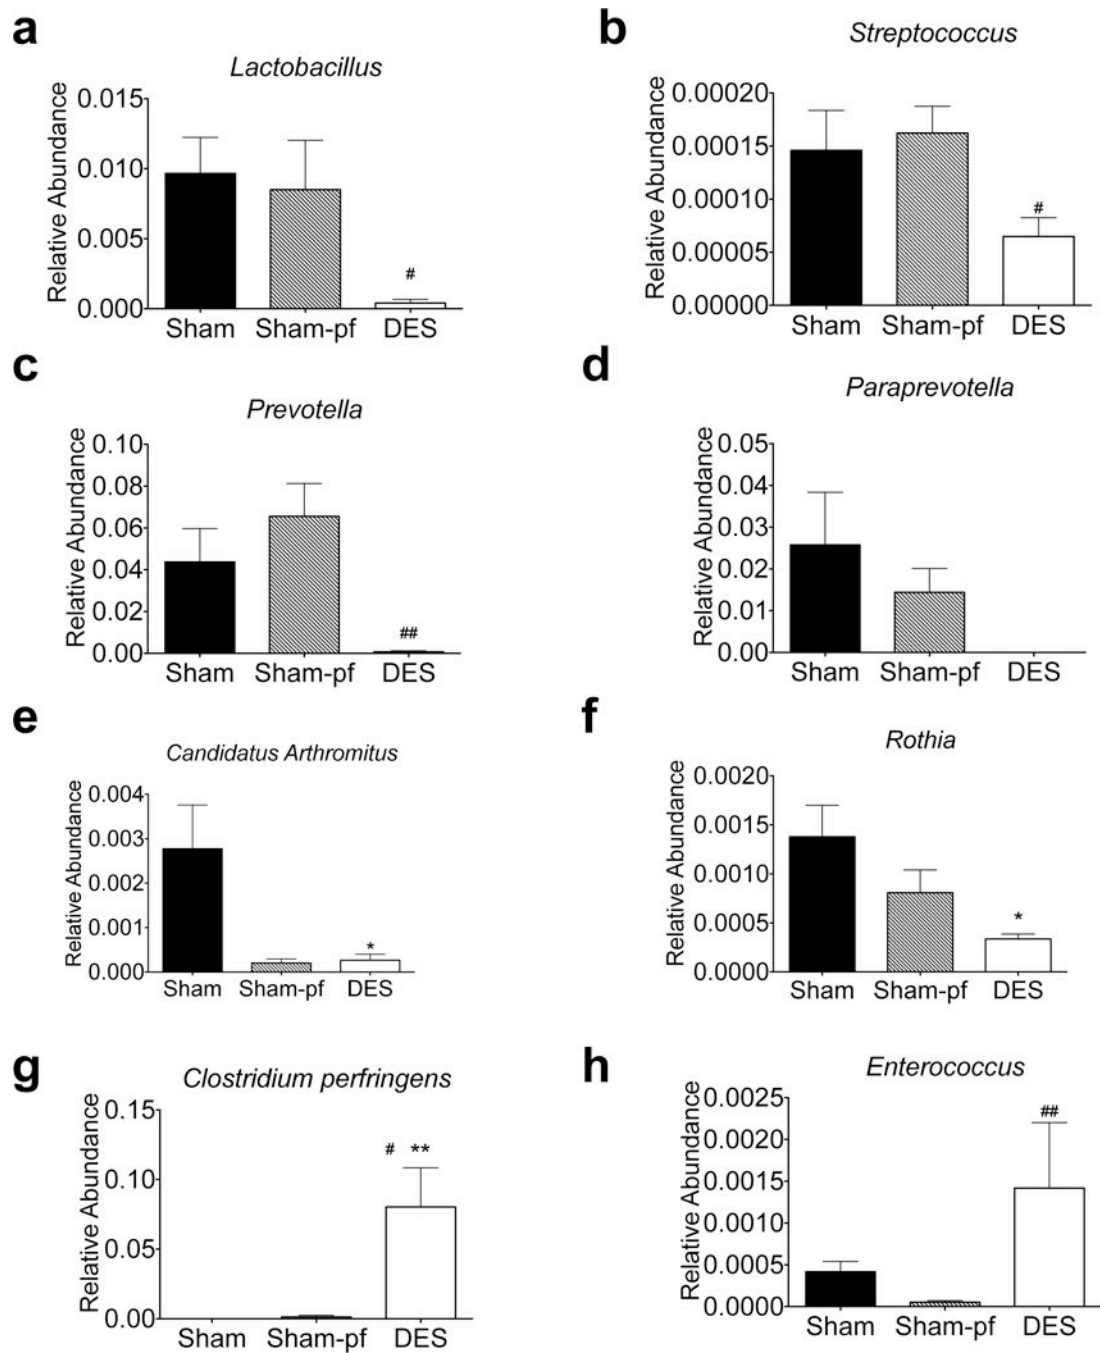 a
Lactobacillus
Relative Abundance
0.015
0.010
0.005
0.000
#
Sham Sham-pf DES
b
Streptococcus
Relative Abundance
0.00020
0.00015
0.00010
0.00005
0.00000
#
Sham Sham-pf DES
c
Prevotella
Relative Abundance
0.10
0.08
0.06
0.04
0.02
0.00
##
Sham Sham-pf DES
d
Paraprevotella
Relative Abundance
0.05
0.04
0.03
0.02
0.01
0.00
Sham Sham-pf DES
e
Candidatus Arthromitus
Relative Abundance
0.004
0.003
0.002
0.001
0.000
*
Sham Sham-pf DES
f
Rothia
Relative Abundance
0.0020
0.0015
0.0010
0.0005
0.0000
*
Sham Sham-pf DES
g
Clostridium perfringens
Relative Abundance
0.15
0.10
0.05
0.00
# **
Sham Sham-pf DES
h
Enterococcus
Relative Abundance
0.0025
0.0020
0.0015
0.0010
0.0005
0.0000
##
Sham Sham-pf DES